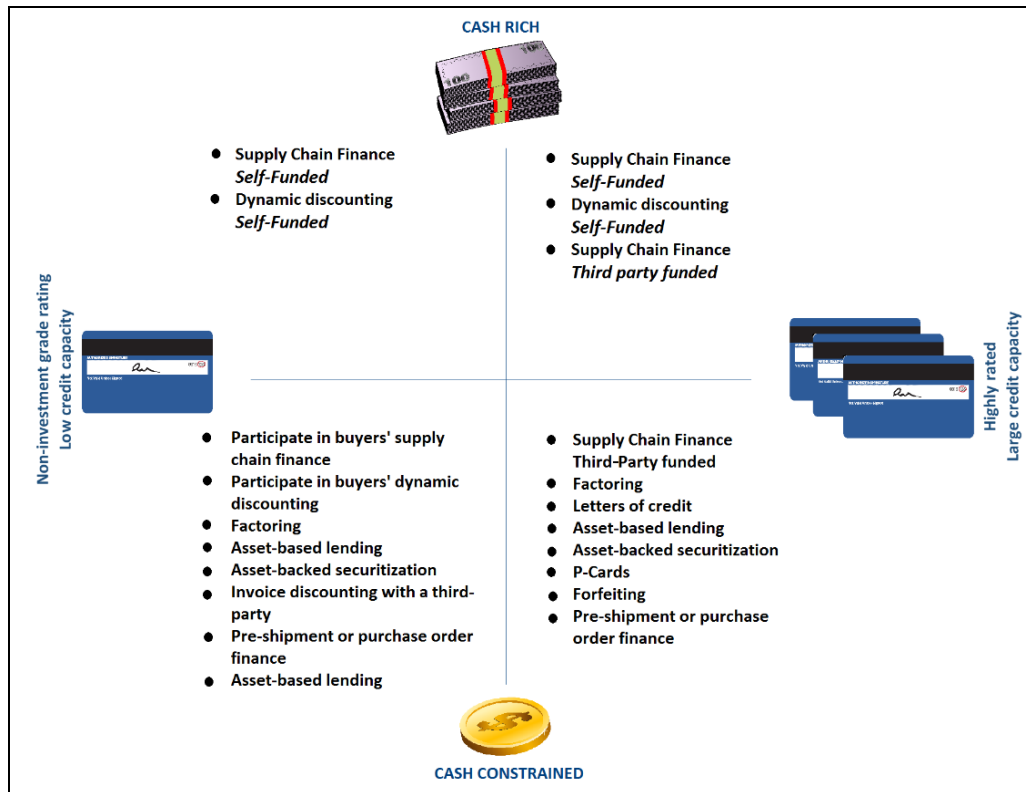 CASH RICH
100
100
● Supply Chain Finance
Self-Funded
● Dynamic discounting
Self-Funded
● Supply Chain Finance
Self-Funded
● Dynamic discounting
Self-Funded
● Supply Chain Finance
Third party funded
Non-investment grade rating
Low credit capacity
Highly rated
Large credit capacity
● Participate in buyers' supply
chain finance
● Participate in buyers' dynamic
discounting
● Factoring
● Asset-based lending
● Asset-backed securitization
● Invoice discounting with a third-
party
● Pre-shipment or purchase order
finance
● Asset-based lending
● Supply Chain Finance
Third-Party funded
● Factoring
● Letters of credit
● Asset-based lending
● Asset-backed securitization
● P-Cards
● Forfeiting
● Pre-shipment or purchase
order finance
CASH CONSTRAINED